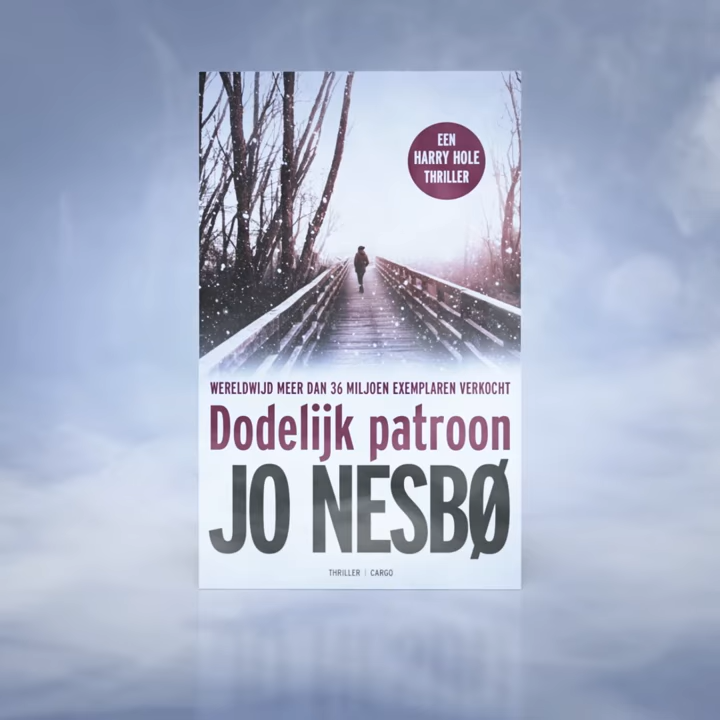 EEN
HARRY HOLE
THRILLER
WERELDWIJD MEER DAN 36 MILJOEN EXEMPLAREN VERKOCHT
Dodelijk patroon
JO NESBØ
THRILLER | CARGO